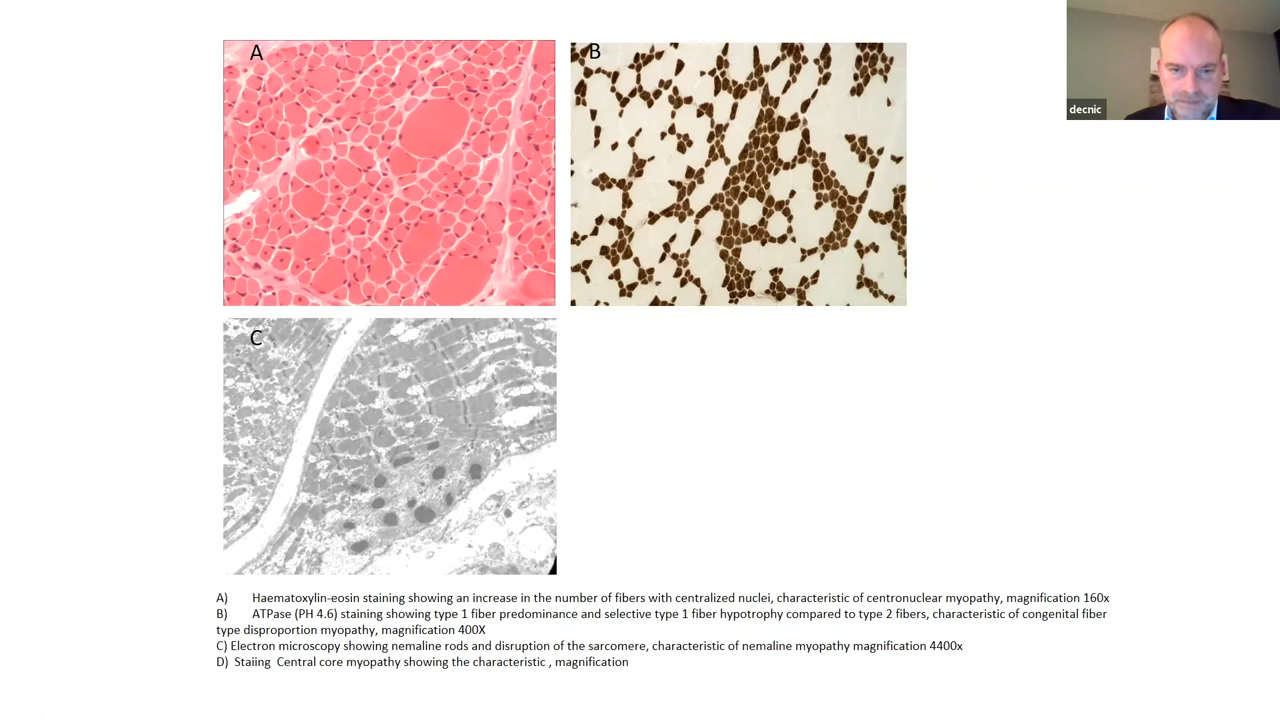 A
B
decnic
C
A) Haematoxylin-eosin staining showing an increase in the number of fibers with centralized nuclei, characteristic of centronuclear myopathy, magnification 160x
B) ATPase (PH 4.6) staining showing type 1 fiber predominance and selective type 1 fiber hypotrophy compared to type 2 fibers, characteristic of congenital fiber
type disproportion myopathy, magnification 400X
C) Electron microscopy showing nemaline rods and disruption of the sarcomere, characteristic of nemaline myopathy magnification 4400x
D) Staiing Central core myopathy showing the characteristic , magnification